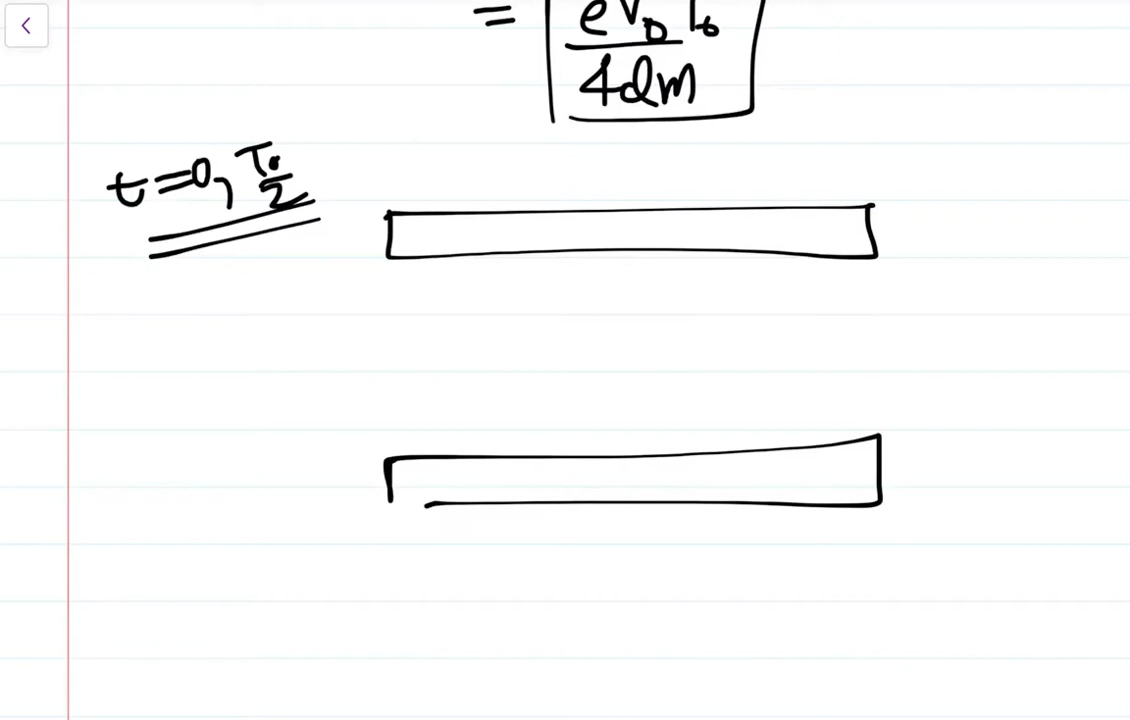 = eV₀T₀
4dm
t=0, T₀/2